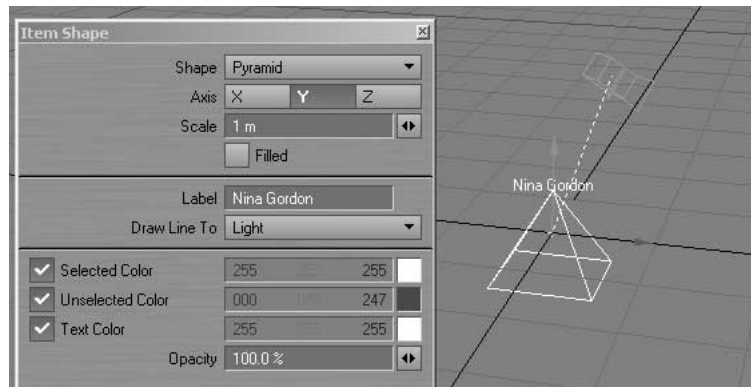 Item Shape
Shape Pyramid
Axis X Y Z
Scale 1 m
Filled
Label Nina Gordon
Draw Line To Light
Selected Color 255 255
Unselected Color 000 247
Text Color 255 255
Opacity 100.0 %
Nina Gordon